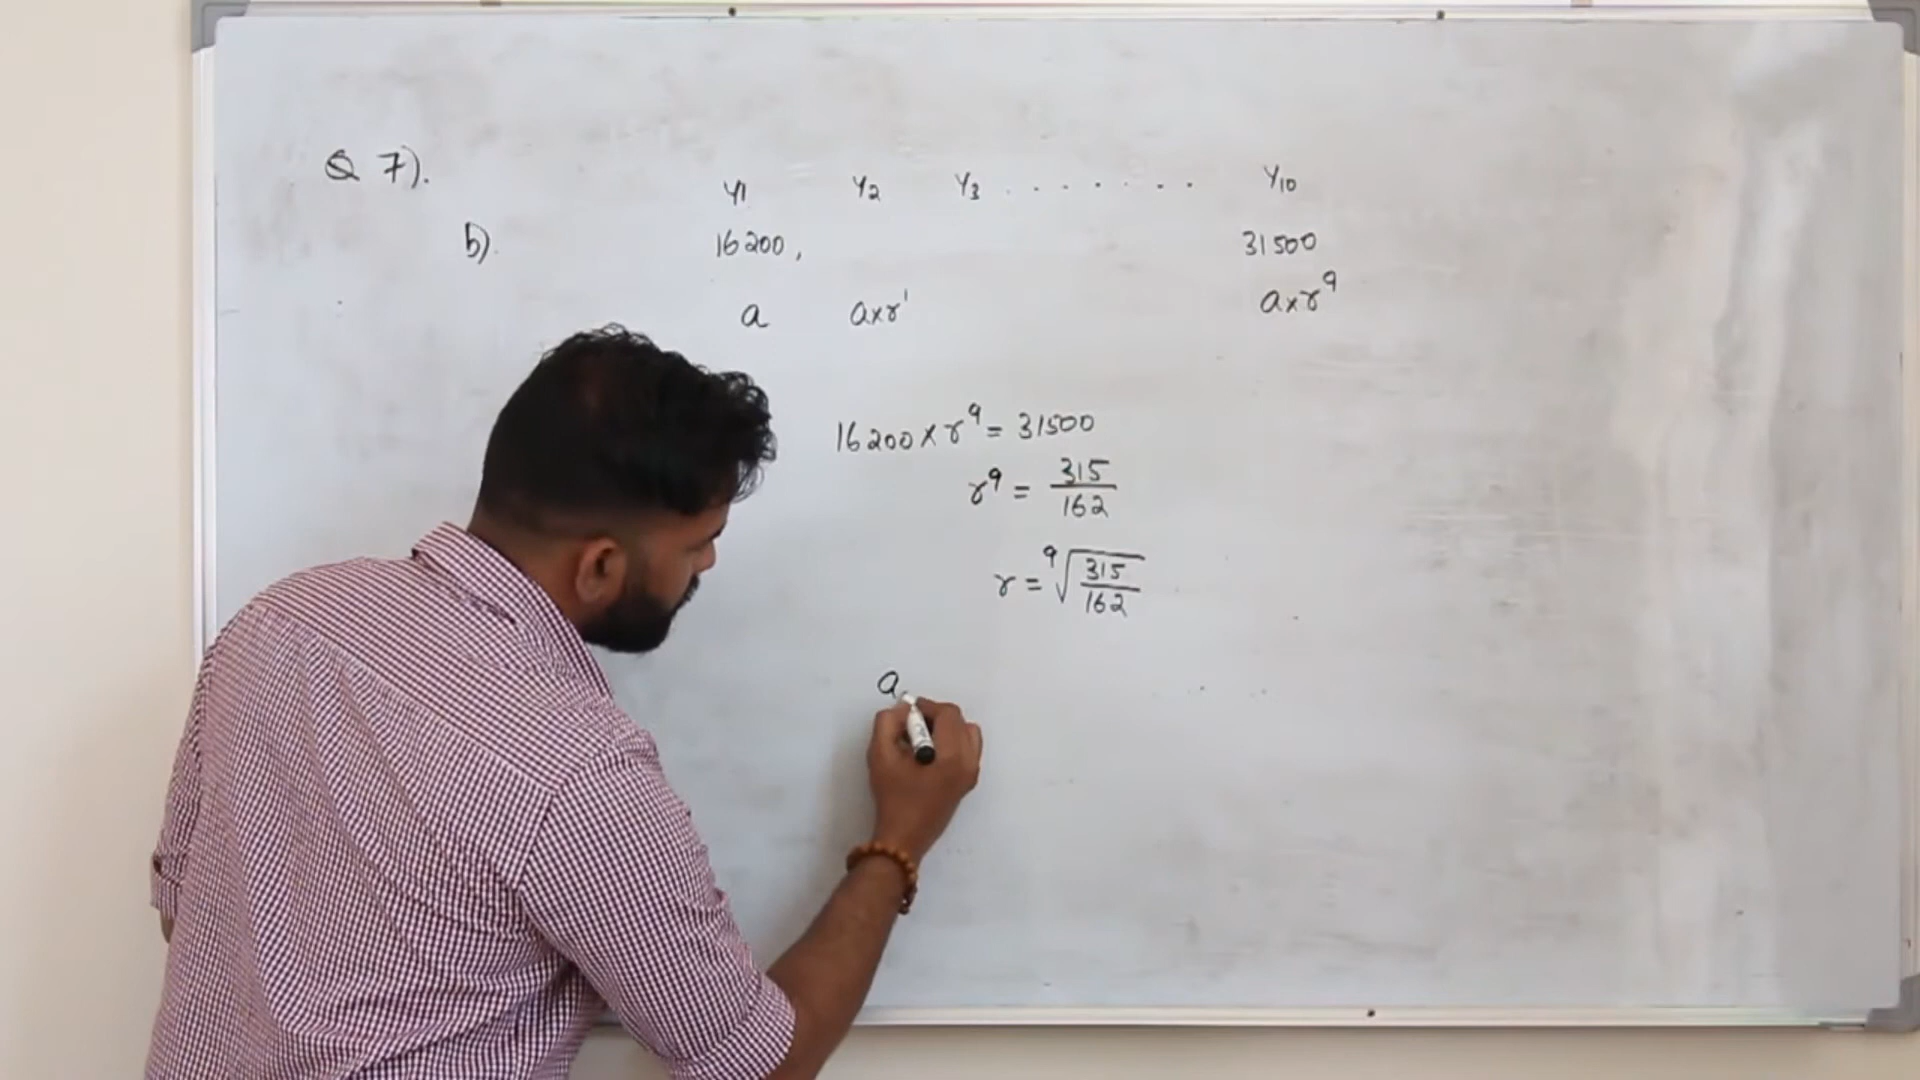 Q 7).
Y1 Y2 Y3 . . . . . . . Y10
b). 16200, 31500
a a×r¹ a×r⁹
16200×r⁹ = 31500
r⁹ = 315/162
r = ⁹√(315/162)
a